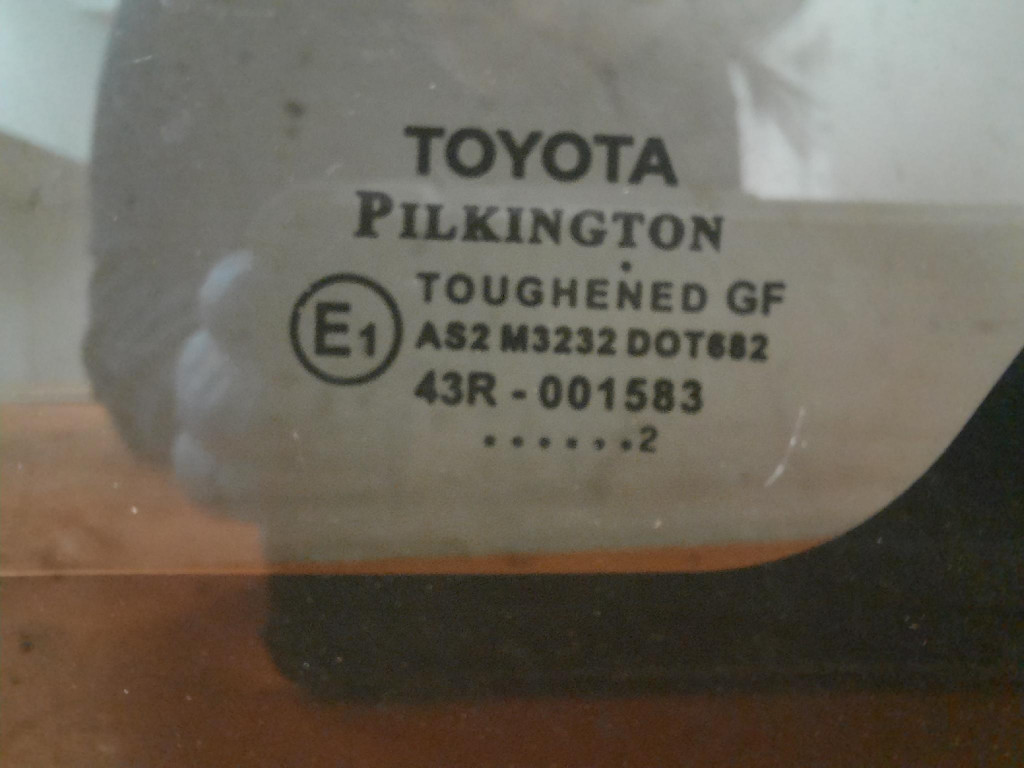 TOYOTA
PILKINGTON
TOUGHENED GF
E1
AS2 M3232 DOT682
43R - 001583
. . . . . . . 2